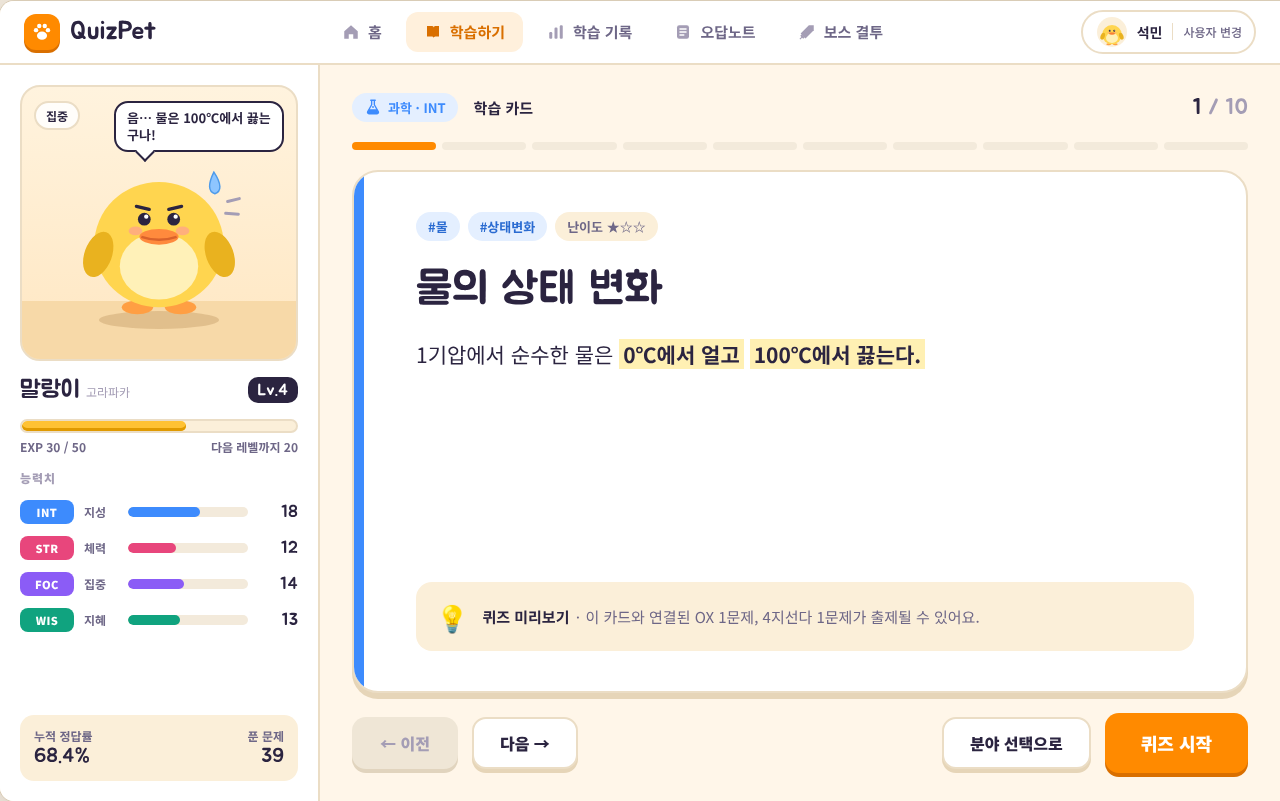 QuizPet
홈
학습하기
학습 기록
오답노트
보스 결투
석민
사용자 변경
집중
음… 물은 100℃에서 끓는
구나!
말랑이 고라파카
Lv.4
EXP 30 / 50
다음 레벨까지 20
능력치
INT 지성 18
STR 체력 12
FOC 집중 14
WIS 지혜 13
누적 정답률
68.4%
푼 문제
39
과학 · INT
학습 카드
1 / 10
#물
#상태변화
난이도 ★☆☆
물의 상태 변화
1기압에서 순수한 물은 0℃에서 얼고 100℃에서 끓는다.
퀴즈 미리보기 · 이 카드와 연결된 OX 1문제, 4지선다 1문제가 출제될 수 있어요.
← 이전
다음 →
분야 선택으로
퀴즈 시작